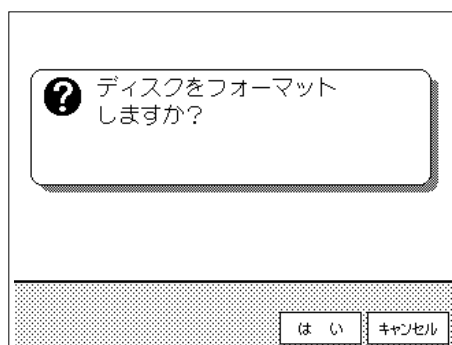 ディスクをフォーマット
しますか？
は い
キャンセル